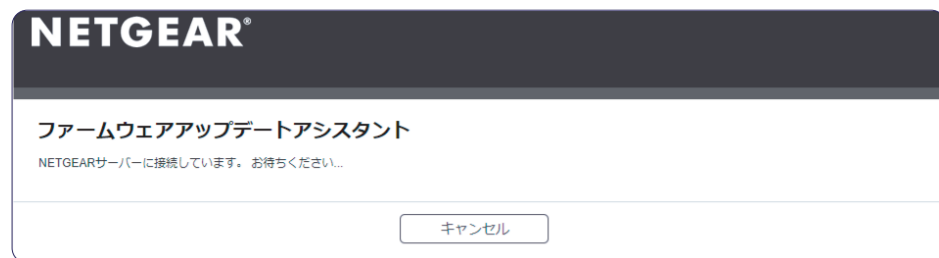 NETGEAR®
ファームウェアアップデートアシスタント
NETGEARサーバーに接続しています。 お待ちください...
キャンセル